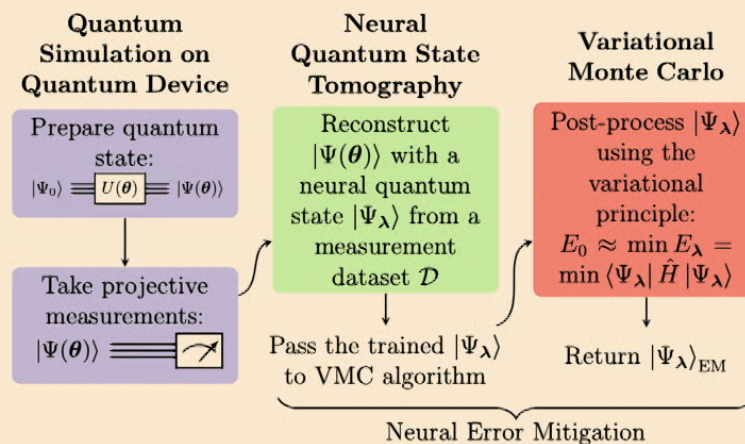 Quantum
Simulation on
Quantum Device
Prepare quantum
state:
|Ψ₀⟩ U(θ) |Ψ(θ)⟩
Take projective
measurements:
|Ψ(θ)⟩
Neural
Quantum State
Tomography
Reconstruct
|Ψ(θ)⟩ with a
neural quantum
state |Ψ_λ⟩ from a
measurement
dataset 𝒟
Pass the trained |Ψ_λ⟩
to VMC algorithm
Variational
Monte Carlo
Post-process |Ψ_λ⟩
using the
variational
principle:
E₀ ≈ min E_λ =
min ⟨Ψ_λ| Ĥ |Ψ_λ⟩
Return |Ψ_λ⟩_EM
Neural Error Mitigation